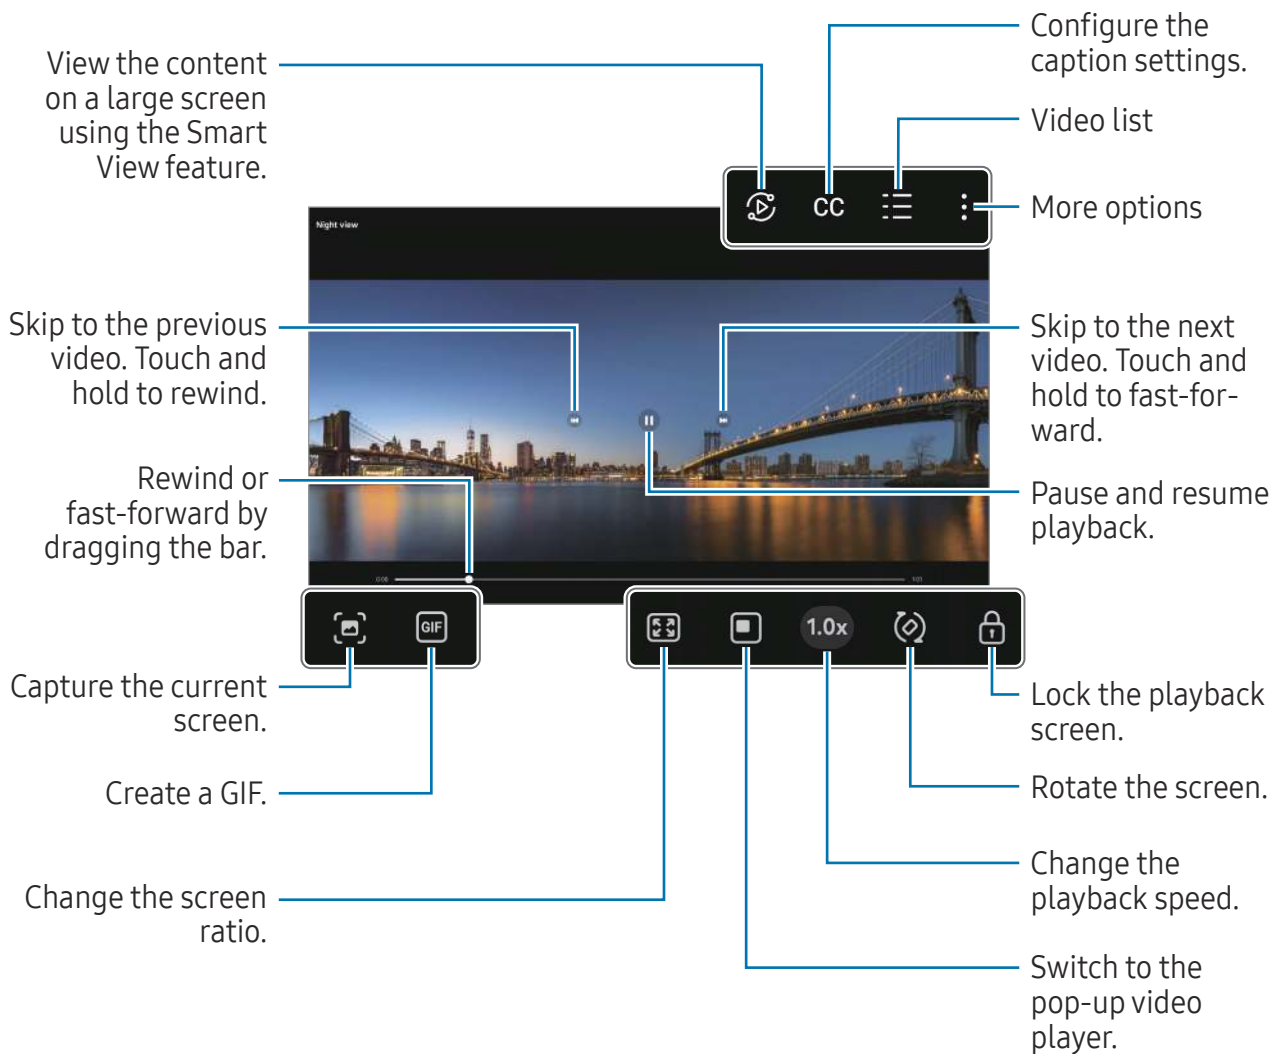 View the content
on a large screen
using the Smart
View feature.
Configure the
caption settings.
Video list
More options
CC
Night view
Skip to the previous
video. Touch and
hold to rewind.
Skip to the next
video. Touch and
hold to fast-for-
ward.
Rewind or
fast-forward by
dragging the bar.
Pause and resume
playback.
GIF
1.0x
Capture the current
screen.
Create a GIF.
Change the screen
ratio.
Lock the playback
screen.
Rotate the screen.
Change the
playback speed.
Switch to the
pop-up video
player.